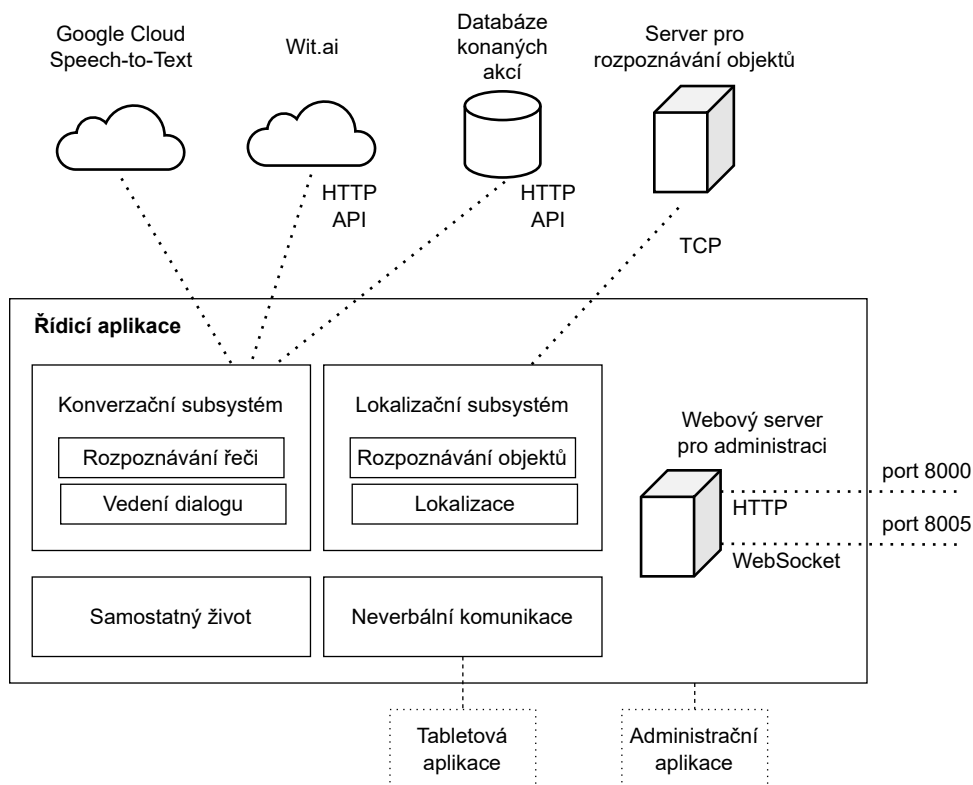 Google Cloud
Speech-to-Text
Wit.ai
Databáze
konaných
akcí
Server pro
rozpoznávání objektů
HTTP
API
HTTP
API
TCP
Řídicí aplikace
Konverzační subsystém
Rozpoznávání řeči
Vedení dialogu
Lokalizační subsystém
Rozpoznávání objektů
Lokalizace
Webový server
pro administraci
port 8000
HTTP
port 8005
WebSocket
Samostatný život
Neverbální komunikace
Tabletová
aplikace
Administrační
aplikace